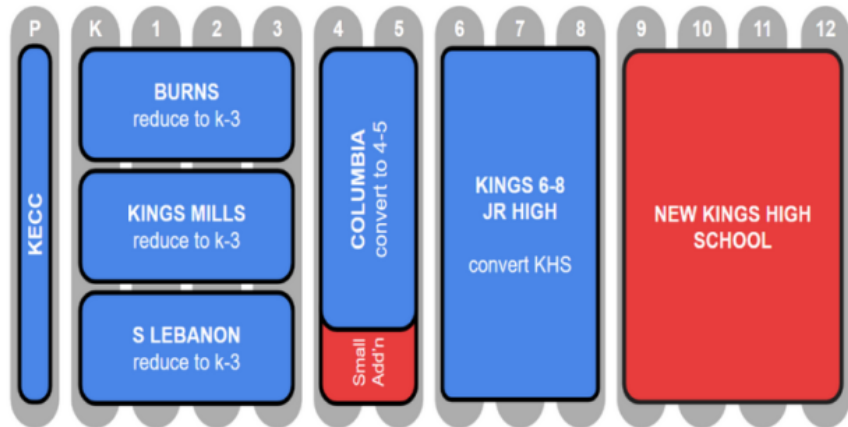 P K 1 2 3 4 5 6 7 8 9 10 11 12
KECC
BURNS
reduce to k-3
KINGS MILLS
reduce to k-3
S LEBANON
reduce to k-3
COLUMBIA
convert to 4-5
Small
Add'n
KINGS 6-8
JR HIGH
convert KHS
NEW KINGS HIGH
SCHOOL